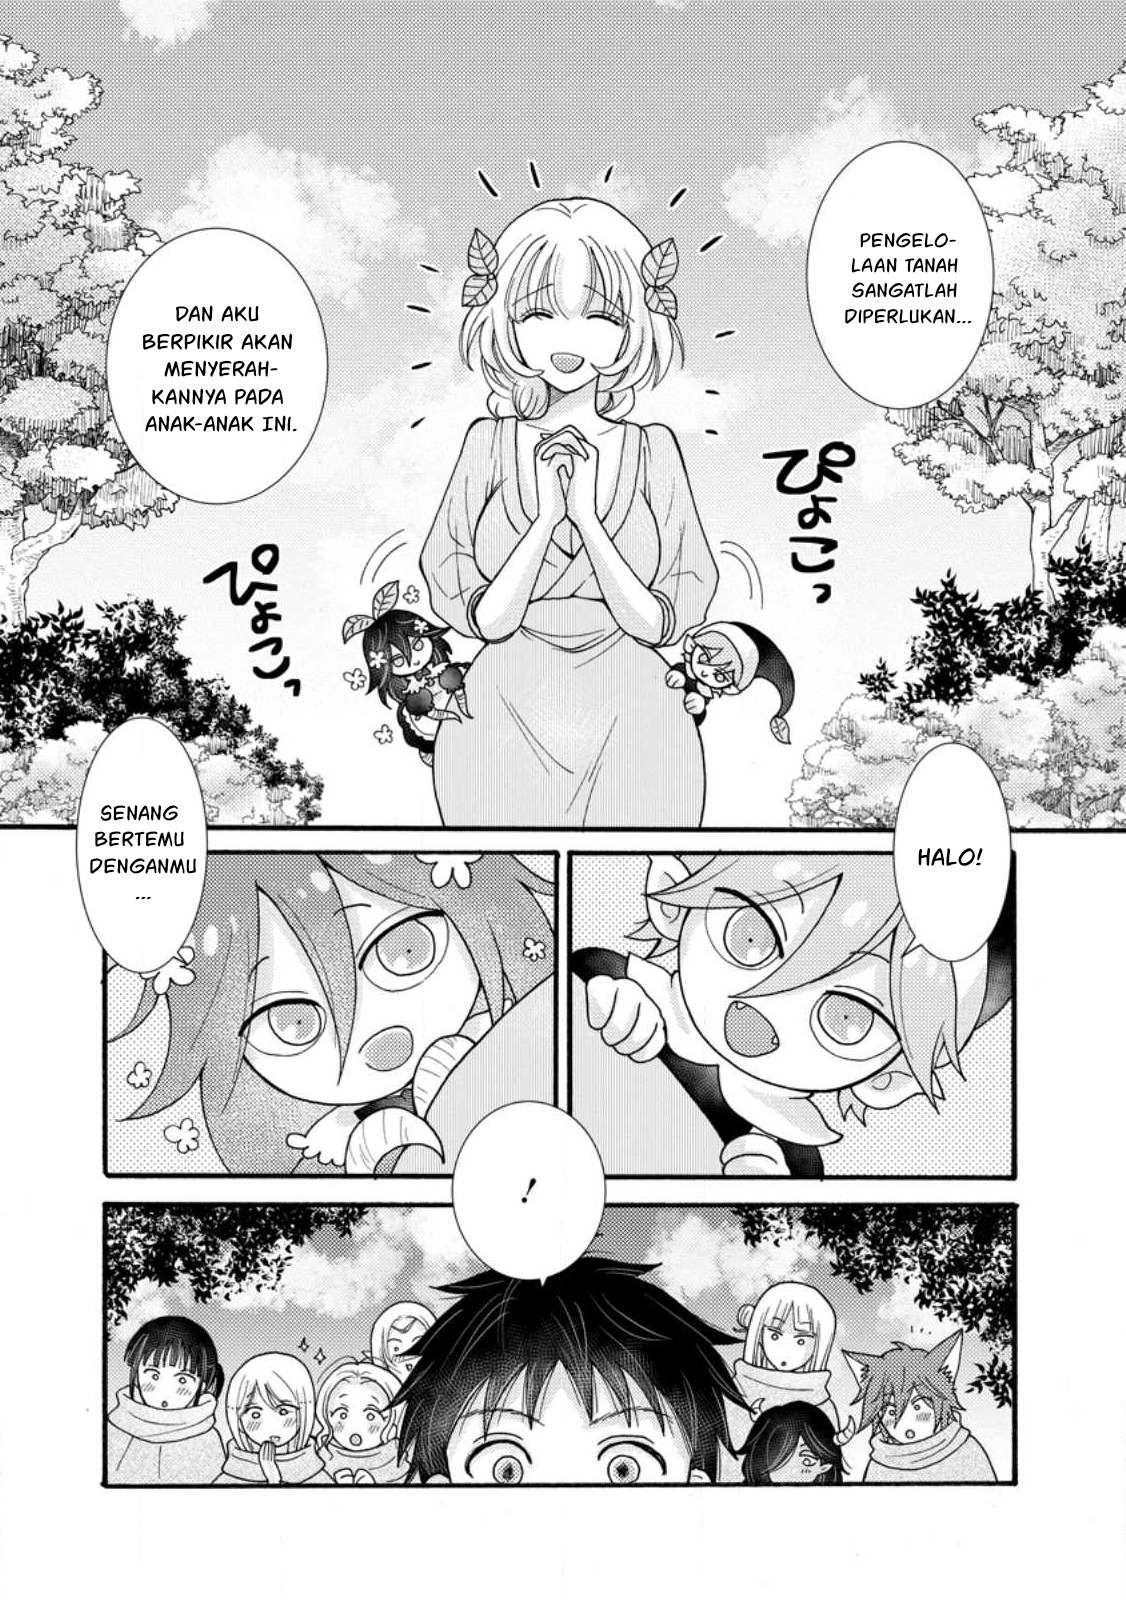 PENGELO-
LAAN TANAH
SANGATLAH
DIPERLUKAN...
DAN AKU
BERPIKIR AKAN
MENYERAH-
KANNYA PADA
ANAK-ANAK INI.
ぴょこっ
ぴょこっ
HALO!
SENANG
BERTEMU
DENGANMU
...
!